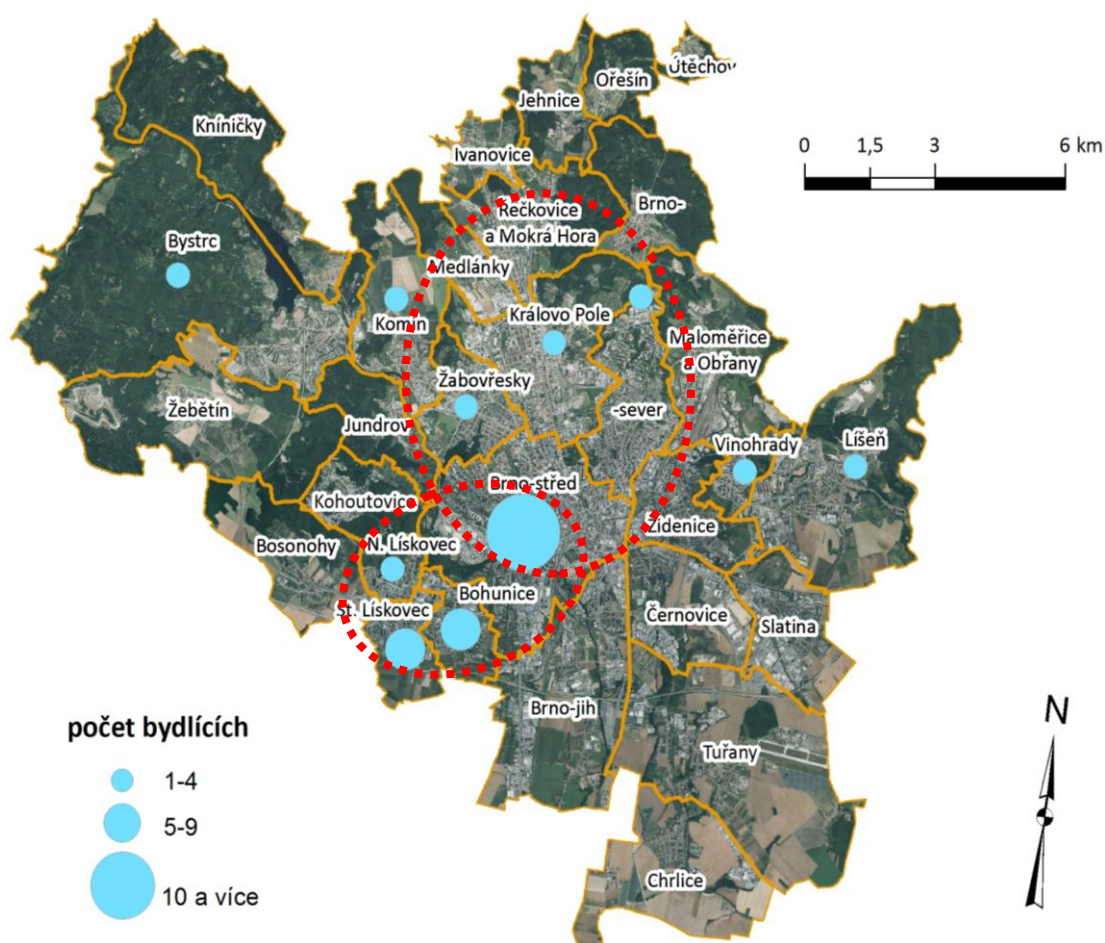 Útěchov
Ořešín
Jehnice
Kníničky
Ivanovice
0 1,5 3 6 km
Řečkovice
a Mokrá Hora
Brno-
Bystrc
Medlánky
Komín
Královo Pole
Maloměřice
a Obřany
Žabovřesky
Žebětín
-sever
Jundrov
Vinohrady
Líšeň
Brno-střed
Kohoutovice
Židenice
Bosonohy
N. Lískovec
Bohunice
St. Lískovec
Černovice
Slatina
Brno-jih
N
počet bydlících
Tuřany
1-4
5-9
10 a více
Chrlice